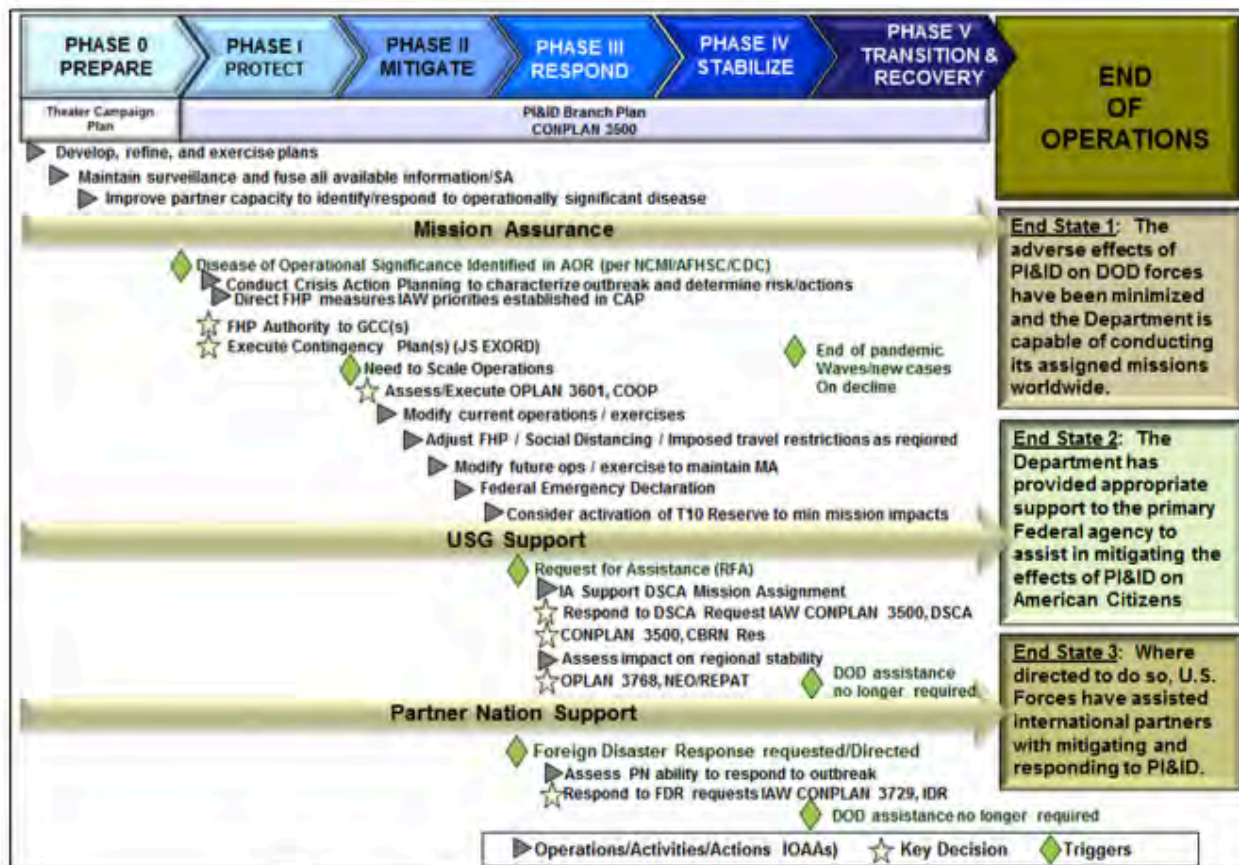 PHASE 0
PREPARE
PHASE I
PROTECT
PHASE II
MITIGATE
PHASE III
RESPOND
PHASE IV
STABILIZE
PHASE V
TRANSITION &
RECOVERY
END
OF
OPERATIONS
Theater Campaign
Plan
PI&ID Branch Plan
CONPLAN 3500
Develop, refine, and exercise plans
Maintain surveillance and fuse all available information/SA
Improve partner capacity to identify/respond to operationally significant disease
Mission Assurance
Disease of Operational Significance Identified in AOR (per NCMI/AFHSC/CDC)
Conduct Crisis Action Planning to characterize outbreak and determine risk/actions
Direct FHP measures IAW priorities established in CAP
FHP Authority to GCC(s)
Execute Contingency Plan(s) (JS EXORD)
Need to Scale Operations
Assess/Execute OPLAN 3601, COOP
End of pandemic
Waves/new cases
On decline
Modify current operations / exercises
Adjust FHP / Social Distancing / Imposed travel restrictions as reqiored
Modify future ops / exercise to maintain MA
Federal Emergency Declaration
Consider activation of T10 Reserve to min mission impacts
USG Support
Request for Assistance (RFA)
IA Support DSCA Mission Assignment
Respond to DSCA Request IAW CONPLAN 3500, DSCA
CONPLAN 3500, CBRN Res
Assess impact on regional stability
OPLAN 3768, NEO/REPAT
DOD assistance
no longer required
Partner Nation Support
Foreign Disaster Response requested/Directed
Assess PN ability to respond to outbreak
Respond to FDR requests IAW CONPLAN 3729, IDR
DOD assistance no longer required
End State 1: The
adverse effects of
PI&ID on DOD forces
have been minimized
and the Department is
capable of conducting
its assigned missions
worldwide.
End State 2: The
Department has
provided appropriate
support to the primary
Federal agency to
assist in mitigating the
effects of PI&ID on
American Citizens
End State 3: Where
directed to do so, U.S.
Forces have assisted
international partners
with mitigating and
responding to PI&ID.
Operations/Activities/Actions IOAAs)
Key Decision
Triggers